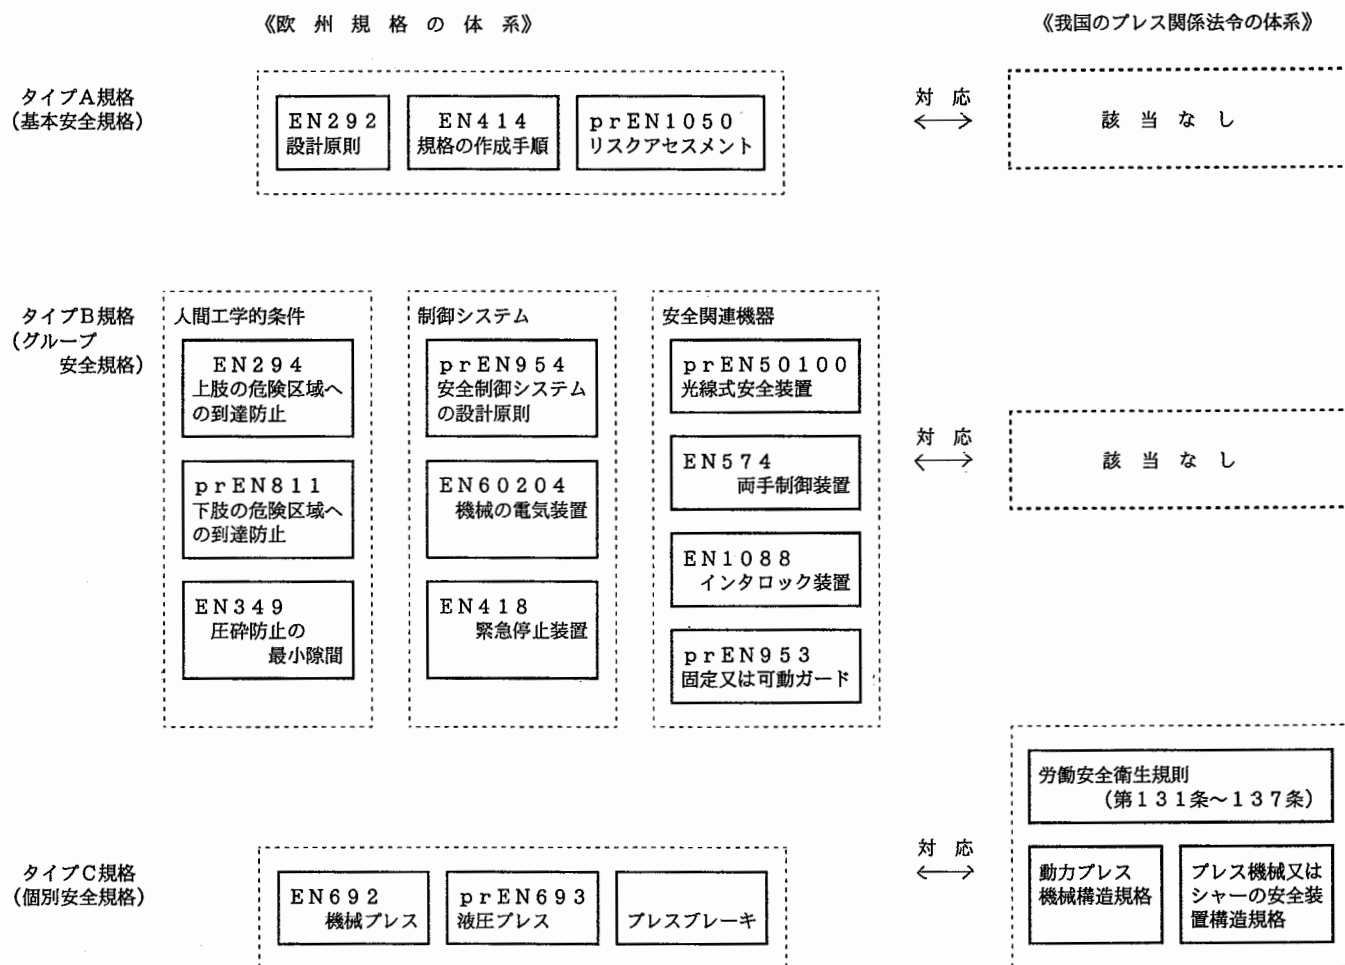 《欧州規格の体系》
《我国のプレス関係法令の体系》
タイプA規格
(基本安全規格)
EN292
設計原則
EN414
規格の作成手順
prEN1050
リスクアセスメント
対応
該当なし
タイプB規格
(グループ
安全規格)
人間工学的条件
EN294
上肢の危険区域へ
の到達防止
prEN811
下肢の危険区域へ
の到達防止
EN349
圧砕防止の
最小隙間
制御システム
prEN954
安全制御システム
の設計原則
EN60204
機械の電気装置
EN418
緊急停止装置
安全関連機器
prEN50100
光線式安全装置
EN574
両手制御装置
EN1088
インタロック装置
prEN953
固定又は可動ガード
対応
該当なし
タイプC規格
(個別安全規格)
EN692
機械プレス
prEN693
液圧プレス
プレスブレーキ
対応
労働安全衛生規則
(第131条～137条)
動力プレス
機械構造規格
プレス機械又は
シャーの安全装
置構造規格